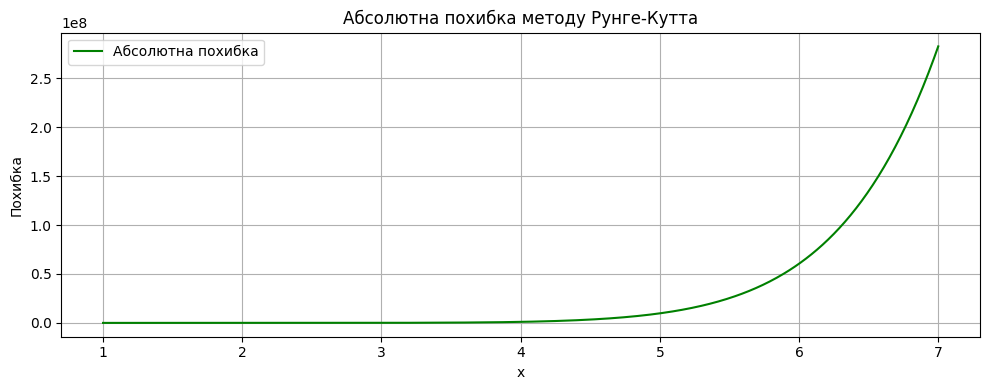 Абсолютна похибка методу Рунге-Кутта
1e8
Абсолютна похибка
2.5
2.0
1.5
1.0
0.5
0.0
Похибка
1 2 3 4 5 6 7
x